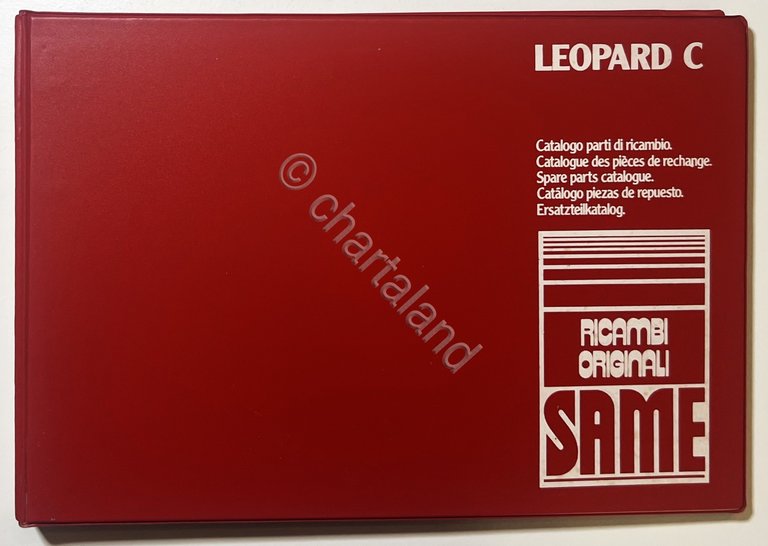 LEOPARD C
Catalogo parti di ricambio.
Catalogue des pièces de rechange.
Spare parts catalogue.
Catálogo piezas de repuesto.
Ersatzteilkatalog.
© chartaland
RICAMBI
ORIGINALI
SAME